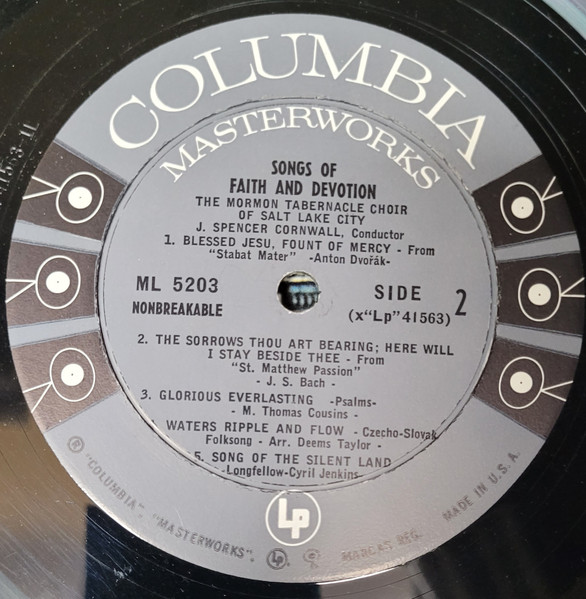 COLUMBIA
MASTERWORKS
SONGS OF
FAITH AND DEVOTION
THE MORMON TABERNACLE CHOIR
OF SALT LAKE CITY
J. SPENCER CORNWALL, Conductor
1. BLESSED JESU, FOUNT OF MERCY - From
"Stabat Mater" -Anton Dvořák-
ML 5203
NONBREAKABLE
SIDE 2
(x"Lp"41563)
2. THE SORROWS THOU ART BEARING; HERE WILL
I STAY BESIDE THEE - From
"St. Matthew Passion"
- J. S. Bach -
3. GLORIOUS EVERLASTING -Psalms-
- M. Thomas Cousins -
WATERS RIPPLE AND FLOW - Czecho-Slovak
Folksong - Arr. Deems Taylor -
5. SONG OF THE SILENT LAND
-Longfellow-Cyril Jenkins-
Lp
® "COLUMBIA", "MASTERWORKS", Lp, MARCAS REG. MADE IN U. S. A.